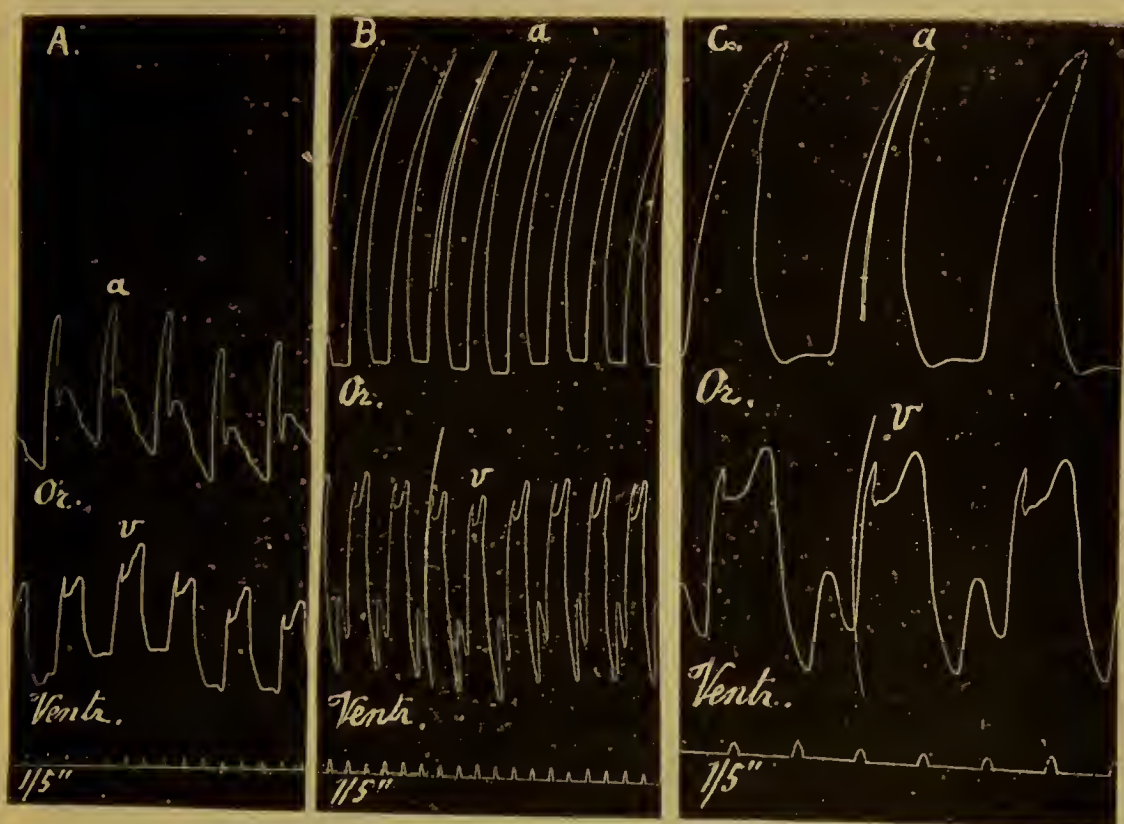 A.
a
Or.
v
Ventr.
1/5"
B.
a
Or.
v
Ventr.
1/5"
C.
a
Or.
v
Ventr.
1/5"